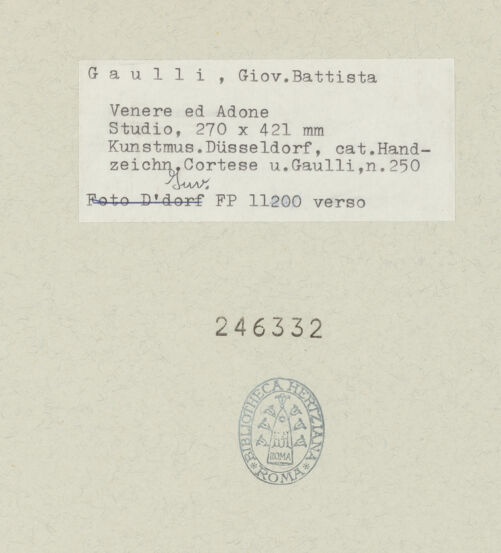 G a u l l i , Giov.Battista
Venere ed Adone
Studio, 270 x 421 mm
Kunstmus.Düsseldorf, cat.Hand-
zeichn.Cortese u.Gaulli,n.250
Inv.
Foto D'dorf FP 11200 verso
246332
BIBLIOTHECA HERTZIANA
ROMA
ROMA